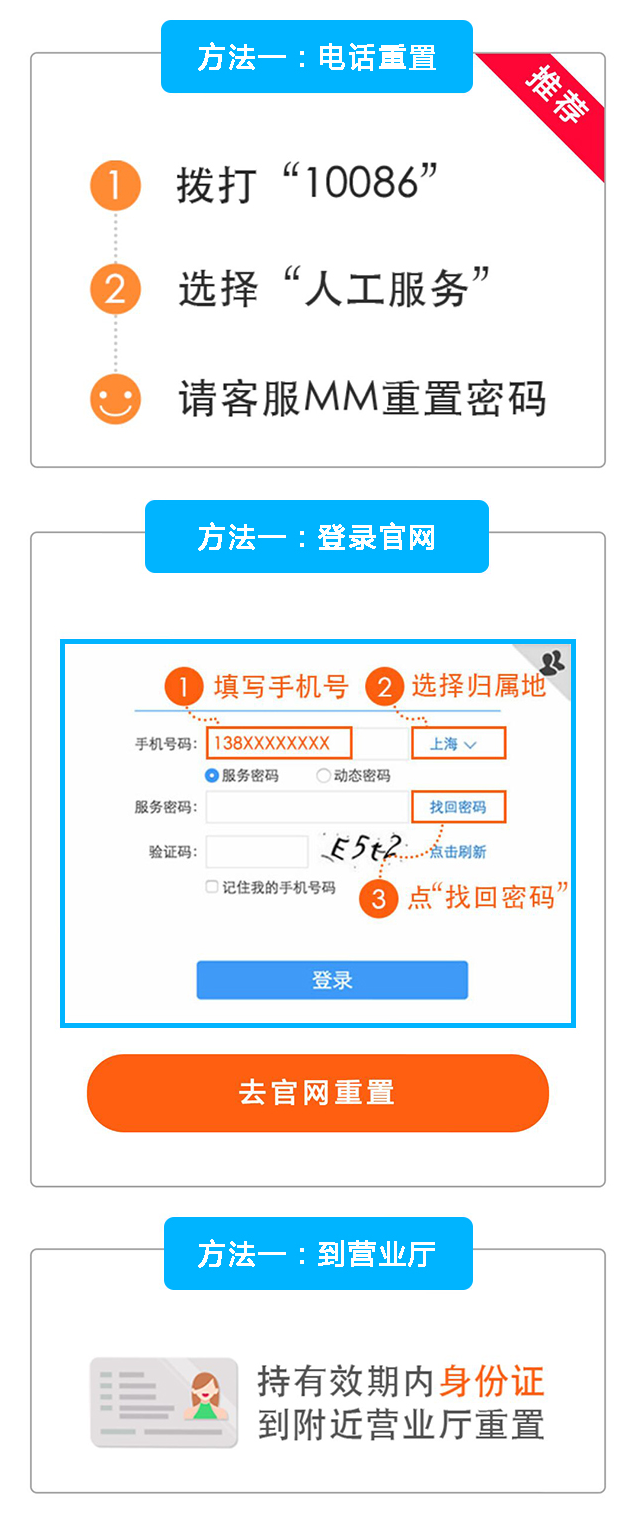 方法一：电话重置
推荐
1 拨打“10086”
2 选择“人工服务”
请客服MM重置密码
方法一：登录官网
1 填写手机号 2 选择归属地
手机号码： 138XXXXXXXX 上海
服务密码 动态密码
服务密码： 找回密码
验证码： E5t2 点击刷新
记住我的手机号码
3 点“找回密码”
登录
去官网重置
方法一：到营业厅
持有效期内身份证
到附近营业厅重置